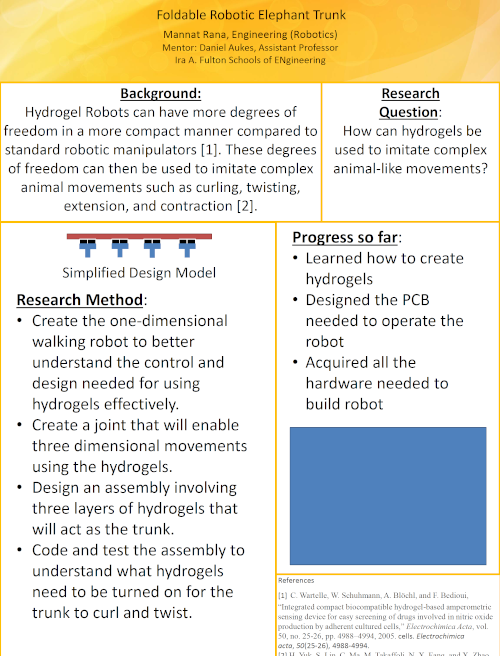 Foldable Robotic Elephant Trunk
Mannat Rana, Engineering (Robotics)
Mentor: Daniel Aukes, Assistant Professor
Ira A. Fulton Schools of ENgineering
Background:
Hydrogel Robots can have more degrees of
freedom in a more compact manner compared to
standard robotic manipulators [1]. These degrees
of freedom can then be used to imitate complex
animal movements such as curling, twisting,
extension, and contraction [2].
Research
Question:
How can hydrogels be
used to imitate complex
animal-like movements?
Simplified Design Model
Research Method:
• Create the one-dimensional
walking robot to better
understand the control and
design needed for using
hydrogels effectively.
• Create a joint that will enable
three dimensional movements
using the hydrogels.
• Design an assembly involving
three layers of hydrogels that
will act as the trunk.
• Code and test the assembly to
understand what hydrogels
need to be turned on for the
trunk to curl and twist.
Progress so far:
• Learned how to create
hydrogels
• Designed the PCB
needed to operate the
robot
• Acquired all the
hardware needed to
build robot
References
[1] C. Wartelle, W. Schuhmann, A. Blöchl, and F. Bedioui,
“Integrated compact biocompatible hydrogel-based amperometric
sensing device for easy screening of drugs involved in nitric oxide
production by adherent cultured cells,” Electrochimica Acta, vol.
50, no. 25-26, pp. 4988–4994, 2005. cells. Electrochimica
acta, 50(25-26), 4988-4994.
[2] H. Yuk, S. Lin, C. Ma, M. Takaffoli, N. X. Fang, and X. Zhao,